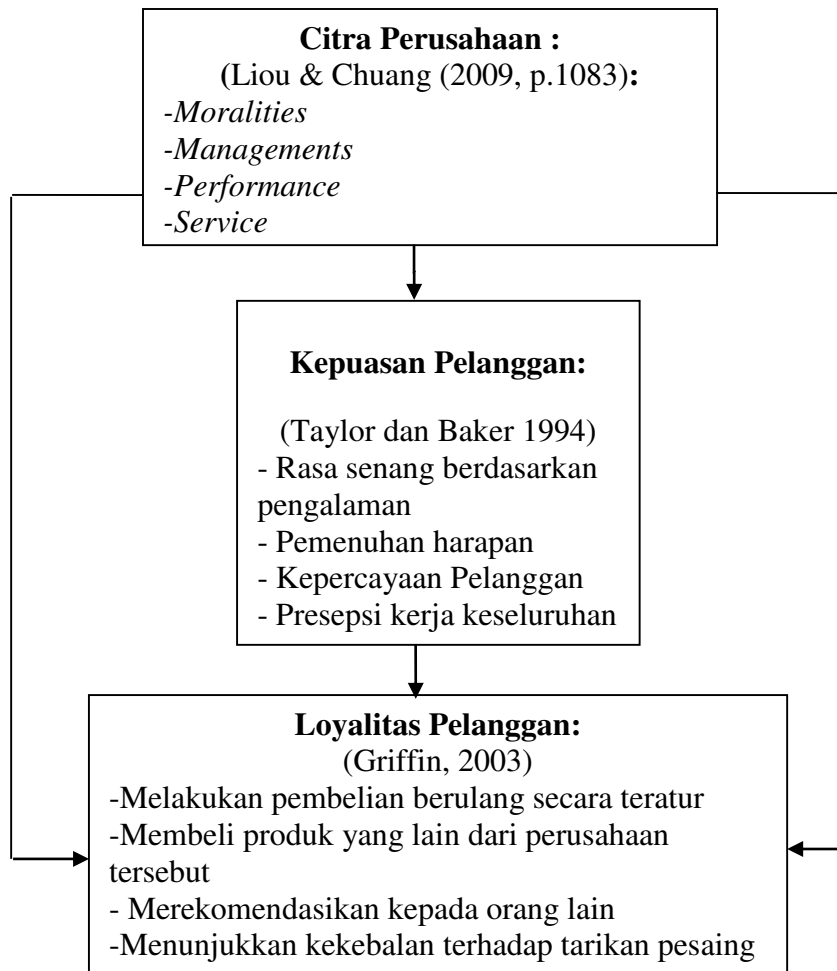 Citra Perusahaan :
(Liou & Chuang (2009, p.1083):
-Moralities
-Managements
-Performance
-Service
Kepuasan Pelanggan:
(Taylor dan Baker 1994)
- Rasa senang berdasarkan
pengalaman
- Pemenuhan harapan
- Kepercayaan Pelanggan
- Presepsi kerja keseluruhan
Loyalitas Pelanggan:
(Griffin, 2003)
-Melakukan pembelian berulang secara teratur
-Membeli produk yang lain dari perusahaan
tersebut
- Merekomendasikan kepada orang lain
-Menunjukkan kekebalan terhadap tarikan pesaing